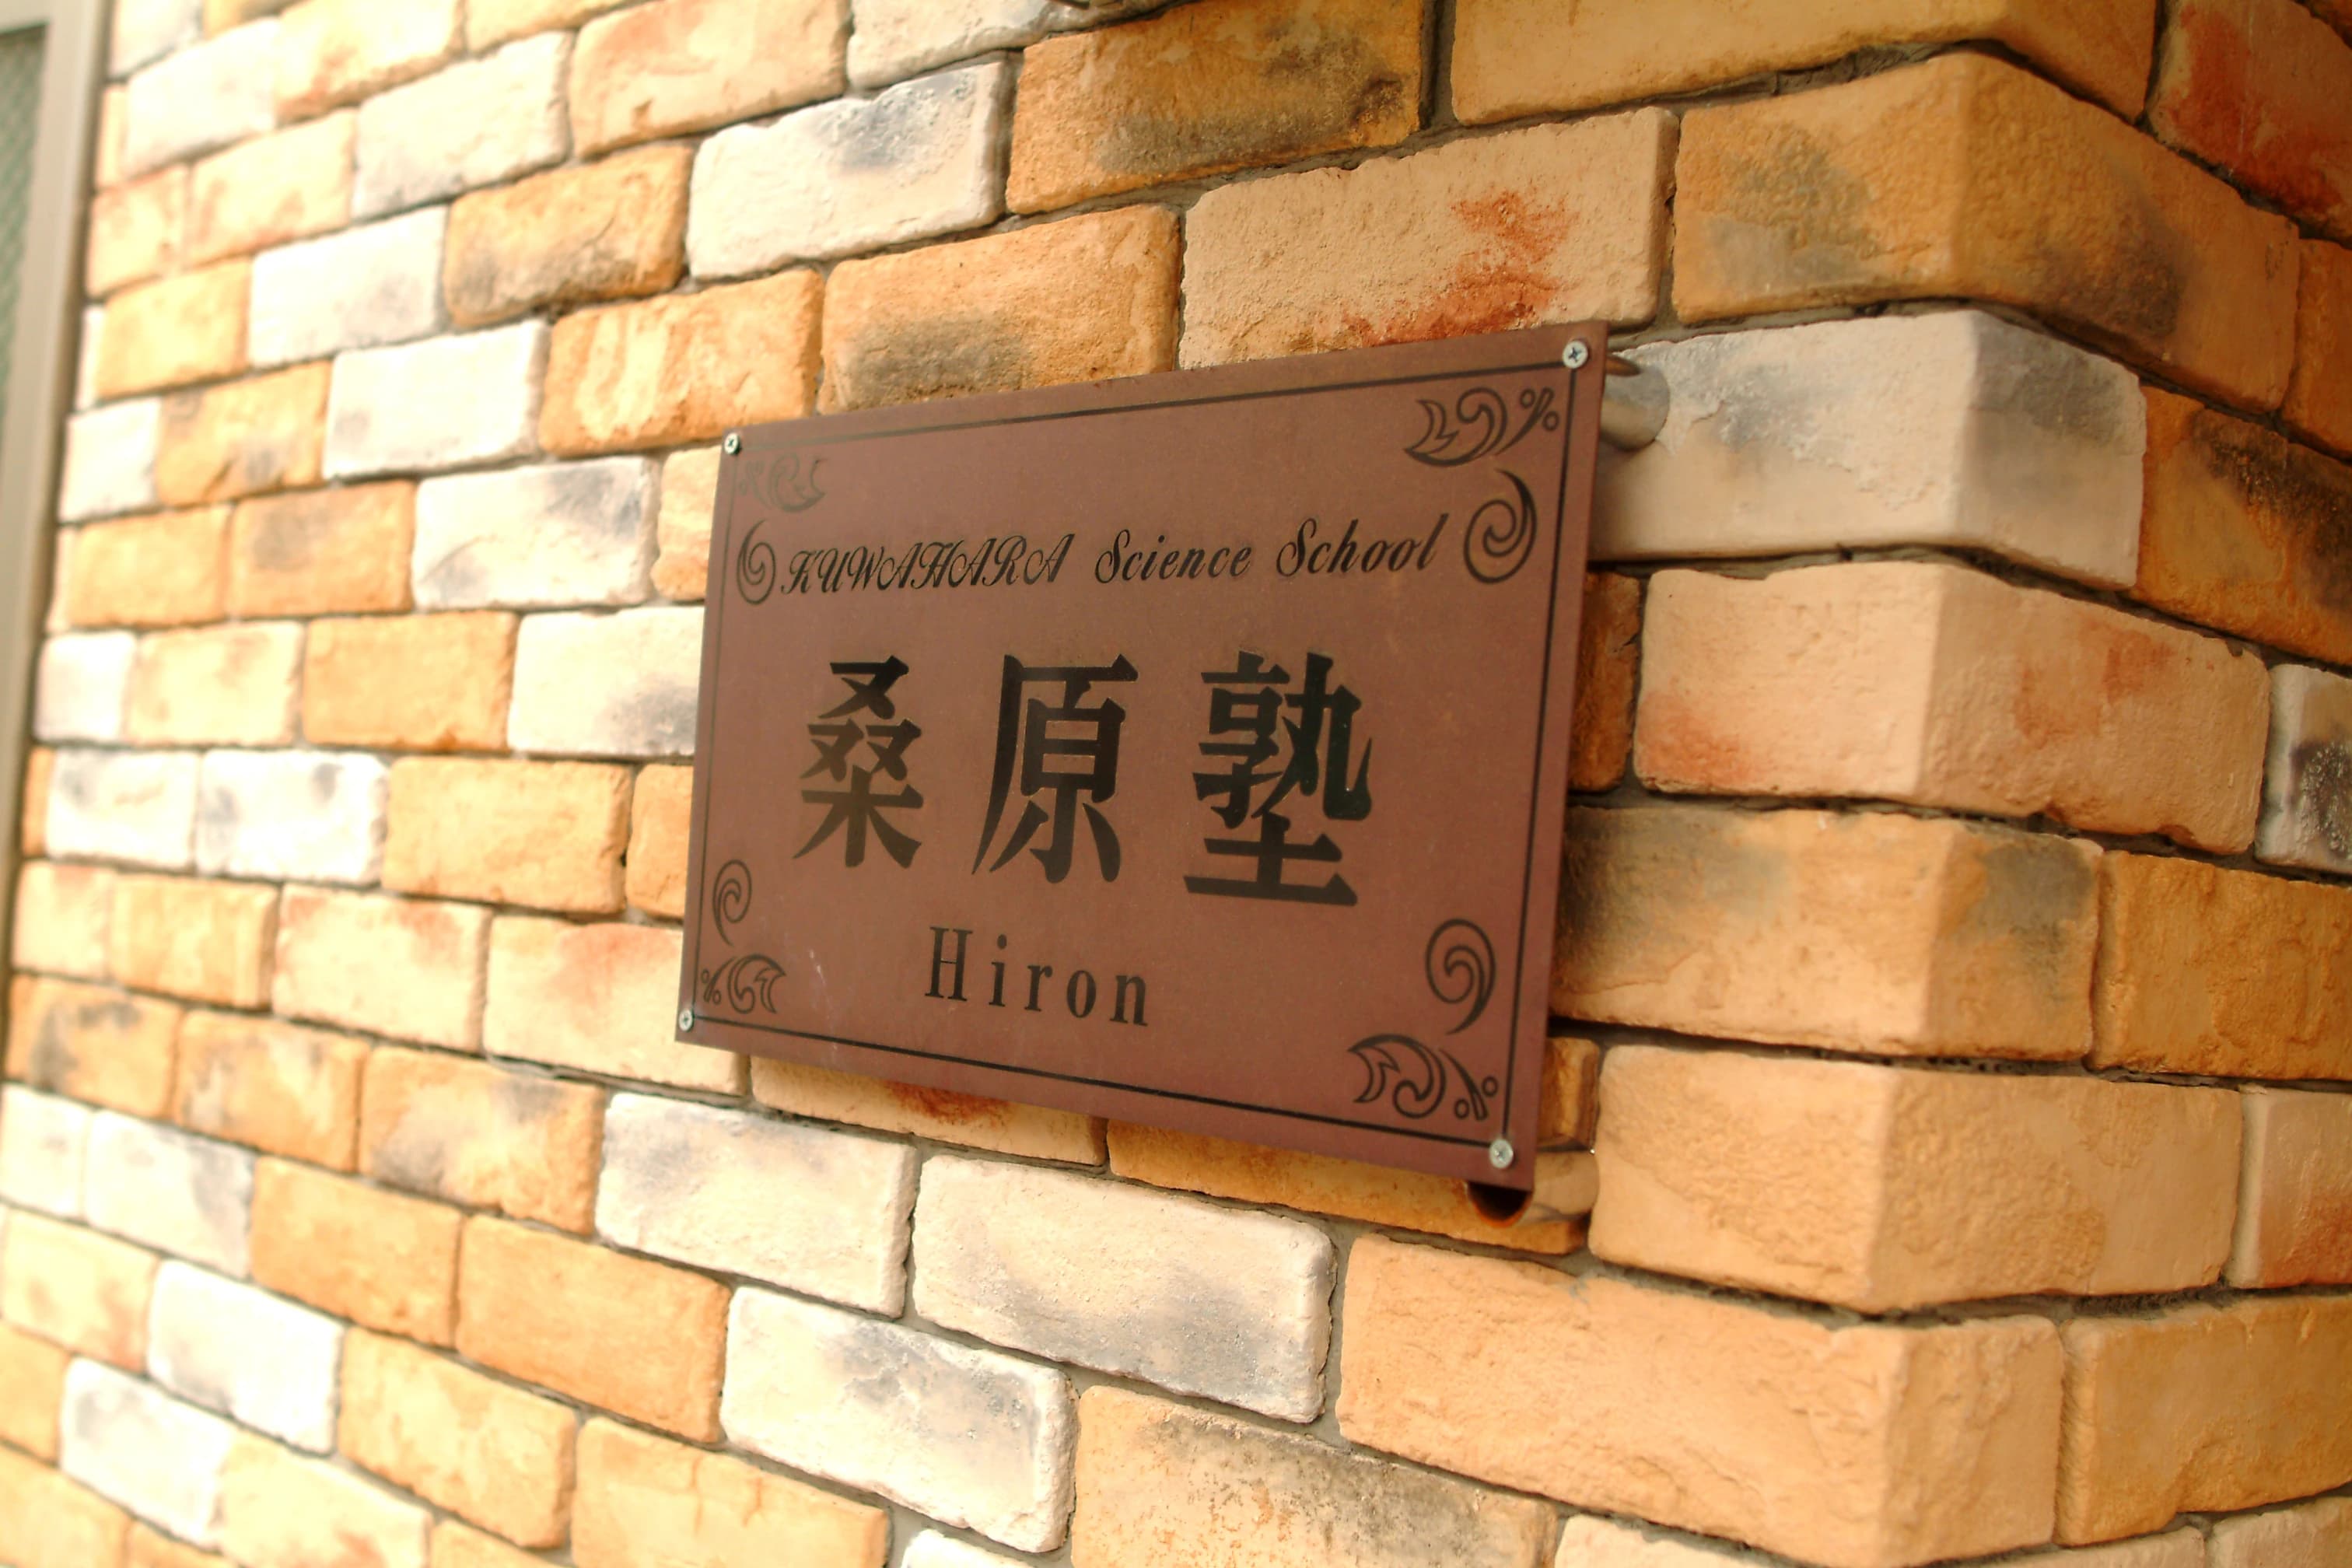 KUWAHARA Science School
桑原塾
Hiron